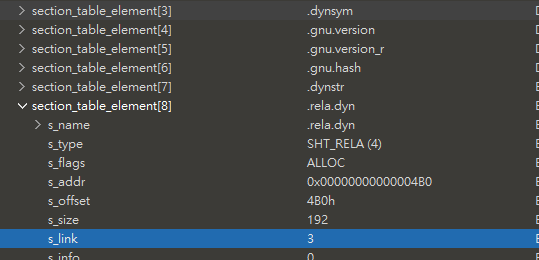 section_table_element[3] .dynsym
section_table_element[4] .gnu.version
section_table_element[5] .gnu.version_r
section_table_element[6] .gnu.hash
section_table_element[7] .dynstr
section_table_element[8] .rela.dyn
s_name .rela.dyn
s_type SHT_RELA (4)
s_flags ALLOC
s_addr 0x00000000000004B0
s_offset 4B0h
s_size 192
s_link 3
s_info 0